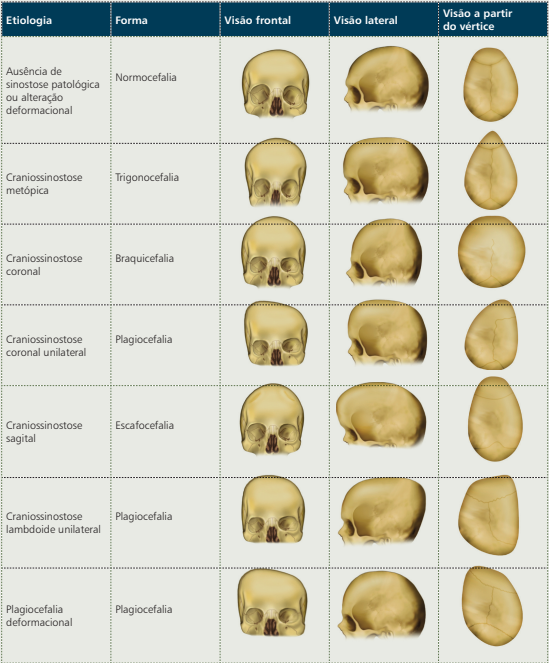 Etiologia
Forma
Visão frontal
Visão lateral
Visão a partir
do vértice
Ausência de
sinostose patológica
ou alteração
deformacional
Normocefalia
Craniossinostose
metópica
Trigonocefalia
Craniossinostose
coronal
Braquicefalia
Craniossinostose
coronal unilateral
Plagiocefalia
Craniossinostose
sagital
Escafocefalia
Craniossinostose
lambdoide unilateral
Plagiocefalia
Plagiocefalia
deformacional
Plagiocefalia